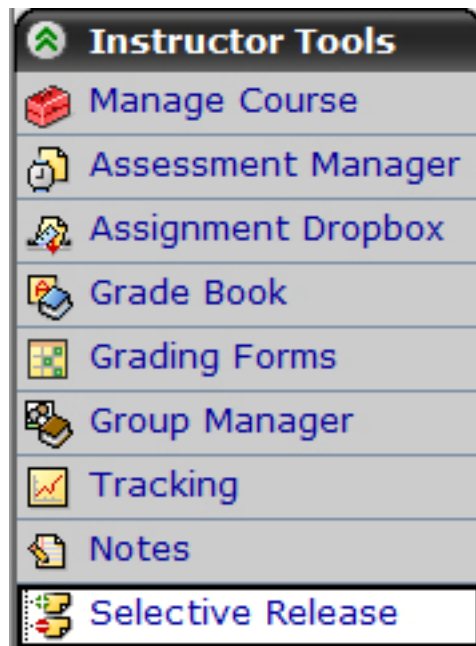 Instructor Tools
Manage Course
Assessment Manager
Assignment Dropbox
Grade Book
Grading Forms
Group Manager
Tracking
Notes
Selective Release